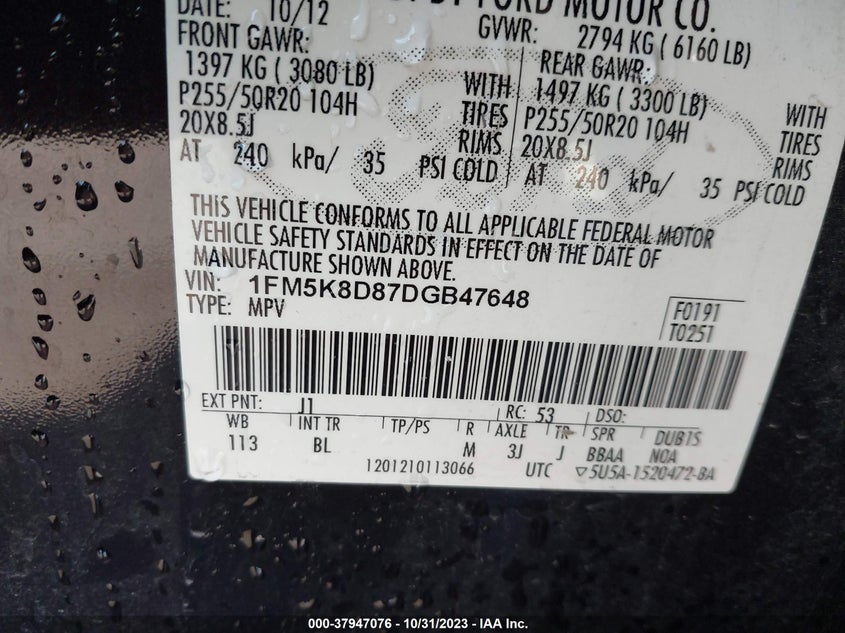 DATE: 10/12
BY FORD MOTOR CO.
GVWR: 2794 KG ( 6160 LB)
FRONT GAWR:
1397 KG ( 3080 LB)
WITH
P255/50R20 104H
TIRES
20X8.5J
RIMS
AT 240 kPa/ 35 PSI COLD
REAR GAWR:
1497 KG ( 3300 LB)
WITH
P255/50R20 104H
TIRES
20X8.5J
RIMS
AT 240 kPa/ 35 PSI COLD
THIS VEHICLE CONFORMS TO ALL APPLICABLE FEDERAL MOTOR
VEHICLE SAFETY STANDARDS IN EFFECT ON THE DATE OF
MANUFACTURE SHOWN ABOVE.
VIN: 1FM5K8D87DGB47648
TYPE: MPV
F0191
T0251
EXT PNT: J1 RC: 53 DSO:
WB INT TR TP/PS R AXLE TR SPR DUB1S
113 BL M 3J J BBAA NOA
1201210113066 UTC ▽5U5A-1520472-BA
000-37947076 - 10/31/2023 - IAA Inc.